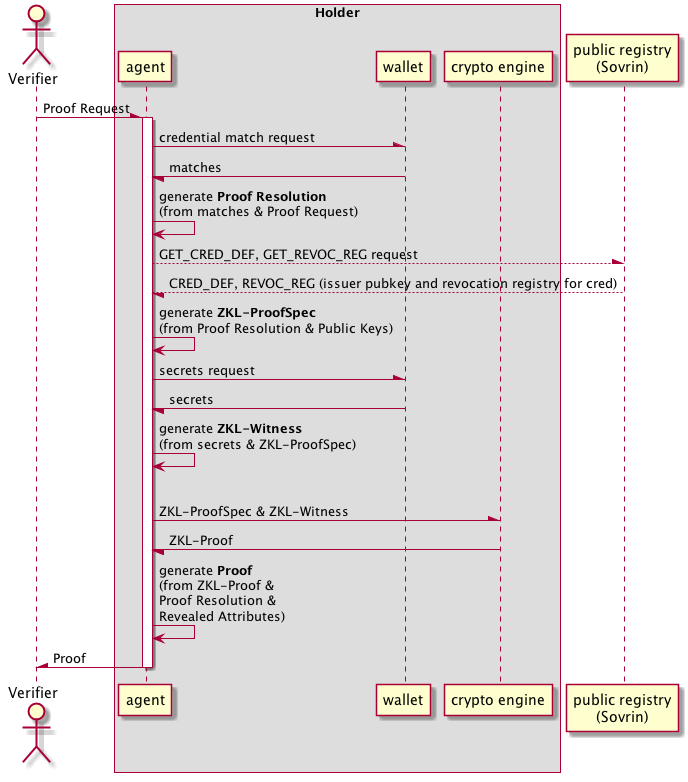 Holder
Verifier
agent
wallet
crypto engine
public registry
(Sovrin)
Proof Request
credential match request
matches
generate Proof Resolution
(from matches & Proof Request)
GET_CRED_DEF, GET_REVOC_REG request
CRED_DEF, REVOC_REG (issuer pubkey and revocation registry for cred)
generate ZKL-ProofSpec
(from Proof Resolution & Public Keys)
secrets request
secrets
generate ZKL-Witness
(from secrets & ZKL-ProofSpec)
ZKL-ProofSpec & ZKL-Witness
ZKL-Proof
generate Proof
(from ZKL-Proof &
Proof Resolution &
Revealed Attributes)
Proof
Verifier
agent
wallet
crypto engine
public registry
(Sovrin)